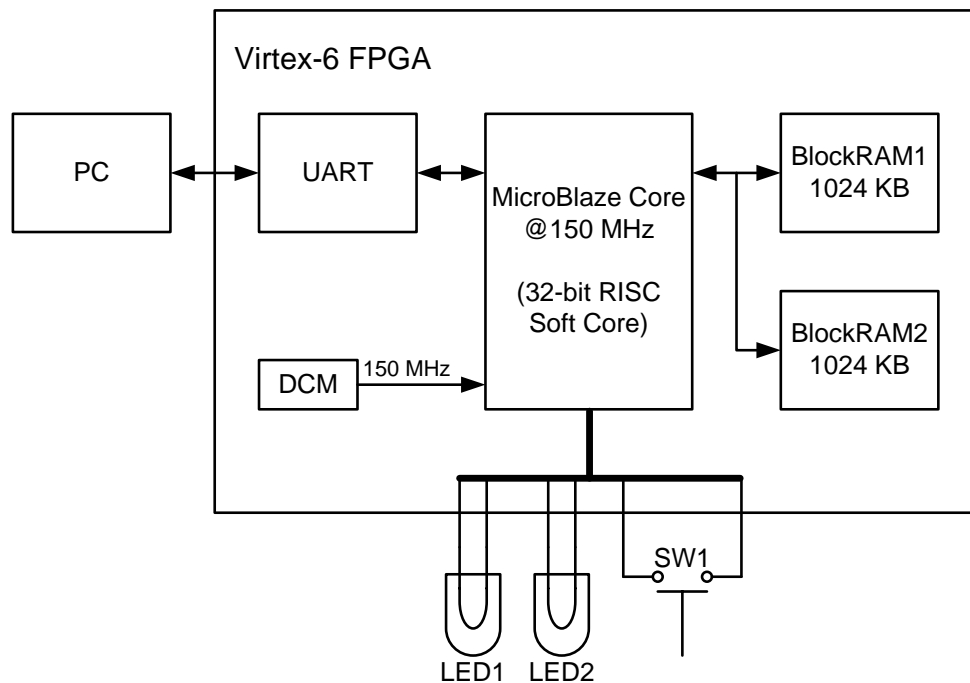 Virtex-6 FPGA
PC
UART
MicroBlaze Core
@150 MHz
(32-bit RISC
Soft Core)
BlockRAM1
1024 KB
BlockRAM2
1024 KB
DCM
150 MHz
SW1
LED1
LED2